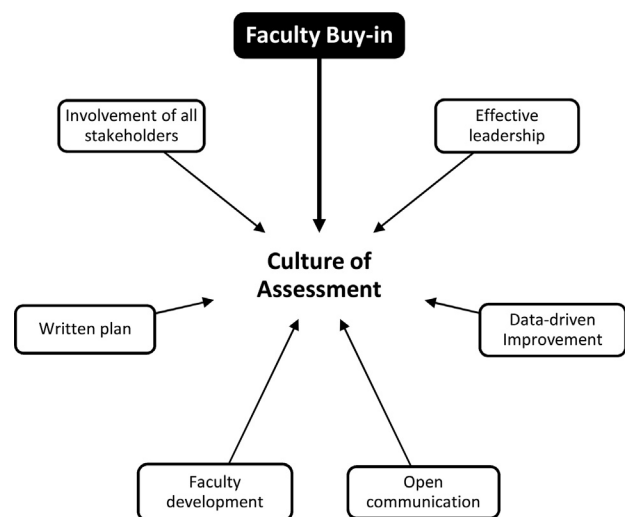 Faculty Buy-in
Involvement of all
stakeholders
Effective
leadership
Culture of
Assessment
Written plan
Data-driven
Improvement
Faculty
development
Open
communication